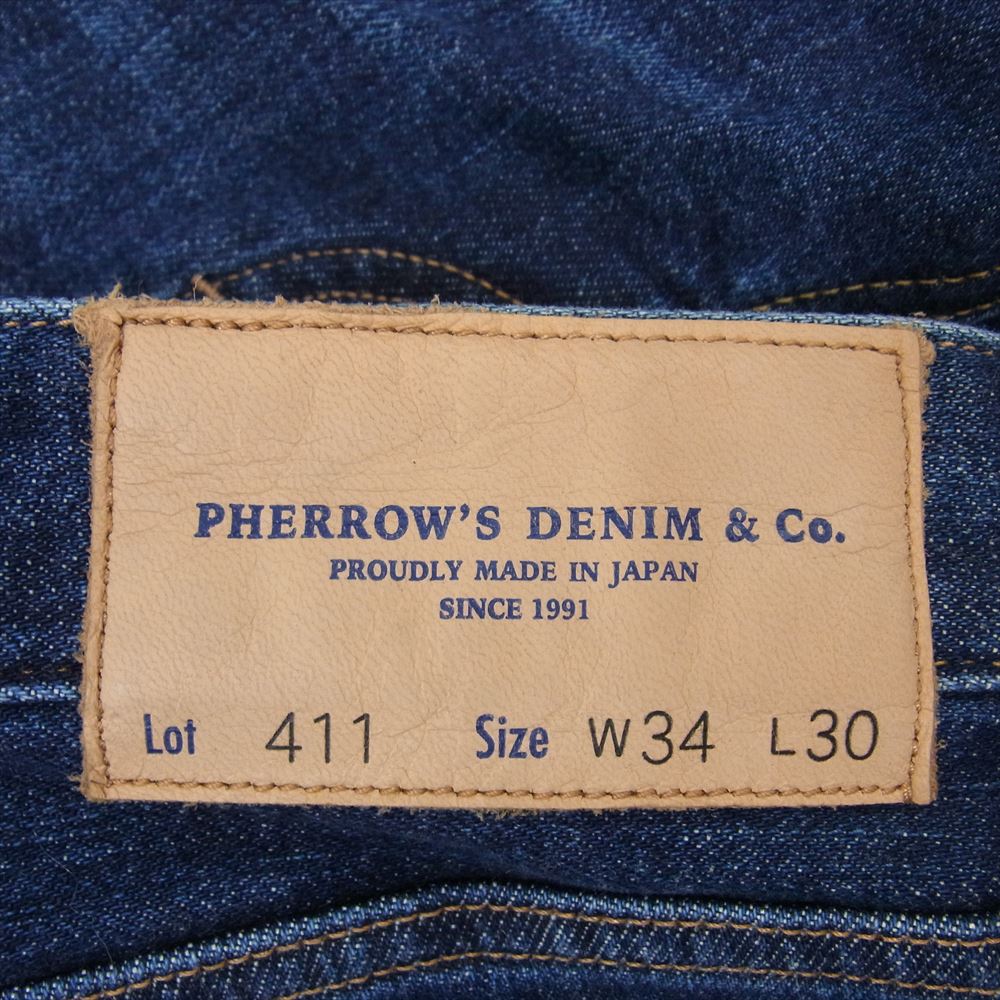 PHERROW'S DENIM & Co.
PROUDLY MADE IN JAPAN
SINCE 1991
Lot 411 Size W34 L30